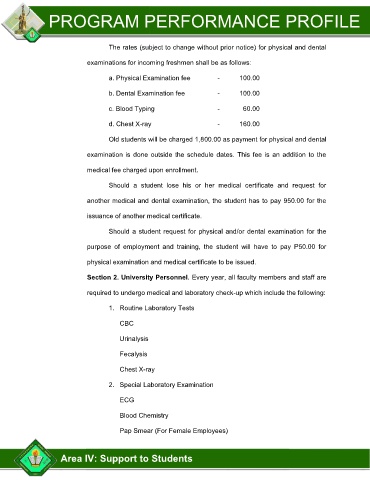 PROGRAM PERFORMANCE PROFILE
The rates (subject to change without prior notice) for physical and dental
examinations for incoming freshmen shall be as follows:
a. Physical Examination fee - 100.00
b. Dental Examination fee - 100.00
c. Blood Typing - 60.00
d. Chest X-ray - 160.00
Old students will be charged 1,800.00 as payment for physical and dental
examination is done outside the schedule dates. This fee is an addition to the
medical fee charged upon enrollment.
Should a student lose his or her medical certificate and request for
another medical and dental examination, the student has to pay 950.00 for the
issuance of another medical certificate.
Should a student request for physical and/or dental examination for the
purpose of employment and training, the student will have to pay P50.00 for
physical examination and medical certificate to be issued.
Section 2. University Personnel. Every year, all faculty members and staff are
required to undergo medical and laboratory check-up which include the following:
1. Routine Laboratory Tests
CBC
Urinalysis
Fecalysis
Chest X-ray
2. Special Laboratory Examination
ECG
Blood Chemistry
Pap Smear (For Female Employees)
Area IV: Support to Students